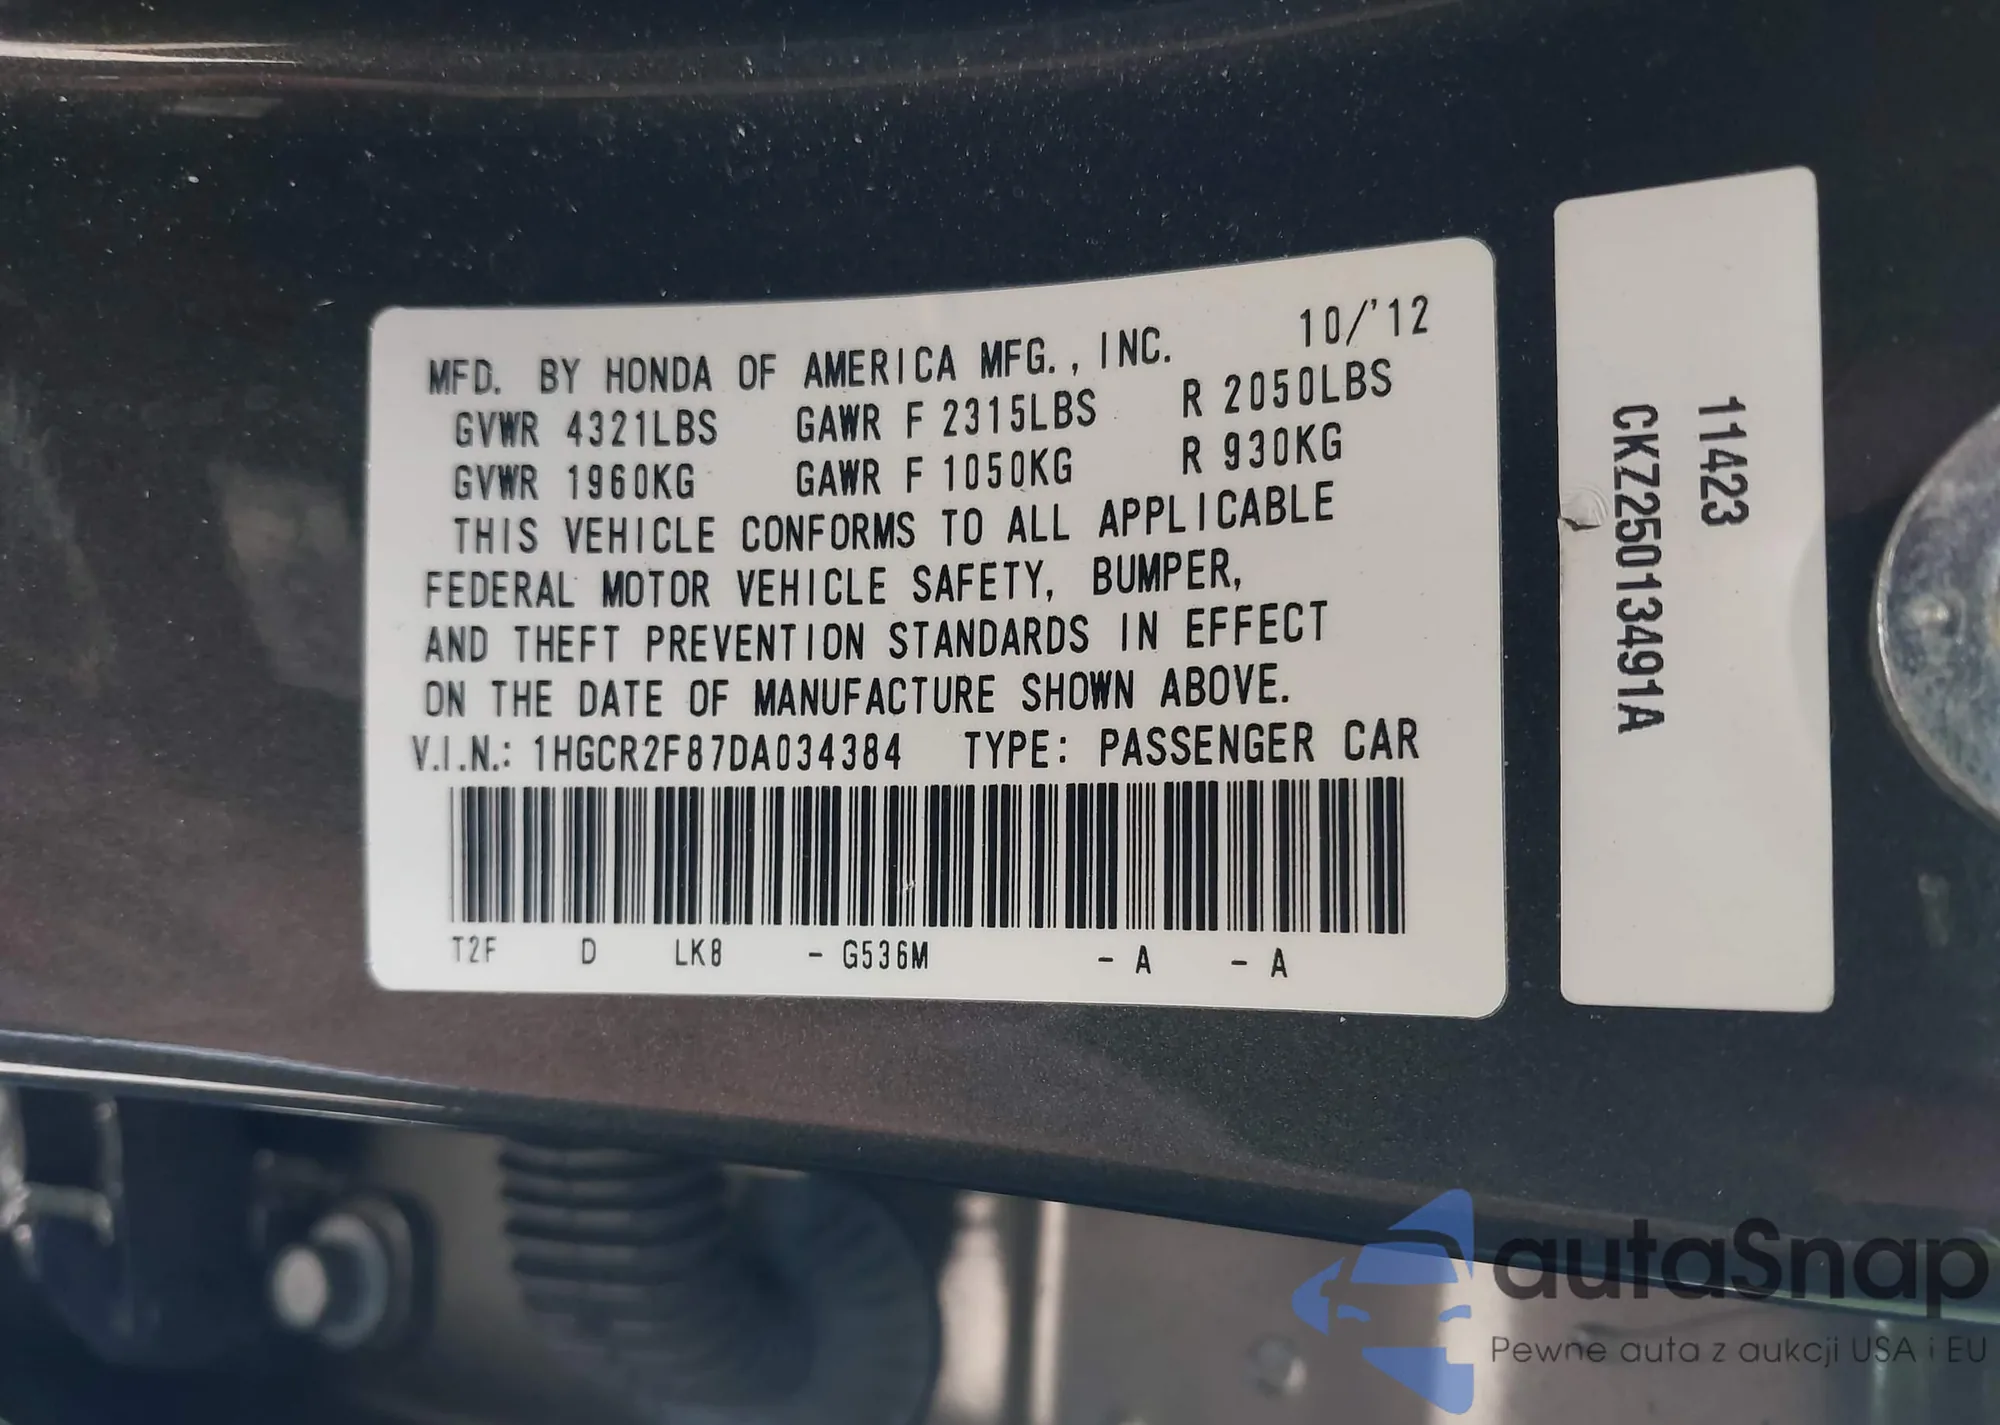 MFD. BY HONDA OF AMERICA MFG., INC. 10/'12
GVWR 4321LBS GAWR F 2315LBS R 2050LBS
GVWR 1960KG GAWR F 1050KG R 930KG
THIS VEHICLE CONFORMS TO ALL APPLICABLE
FEDERAL MOTOR VEHICLE SAFETY, BUMPER,
AND THEFT PREVENTION STANDARDS IN EFFECT
ON THE DATE OF MANUFACTURE SHOWN ABOVE.
V.I.N.: 1HGCR2F87DA034384 TYPE: PASSENGER CAR
T2F D LK8 - G536M - A - A
11423
CKZ25013491A
autaSnap
Pewne auta z aukcji USA i EU